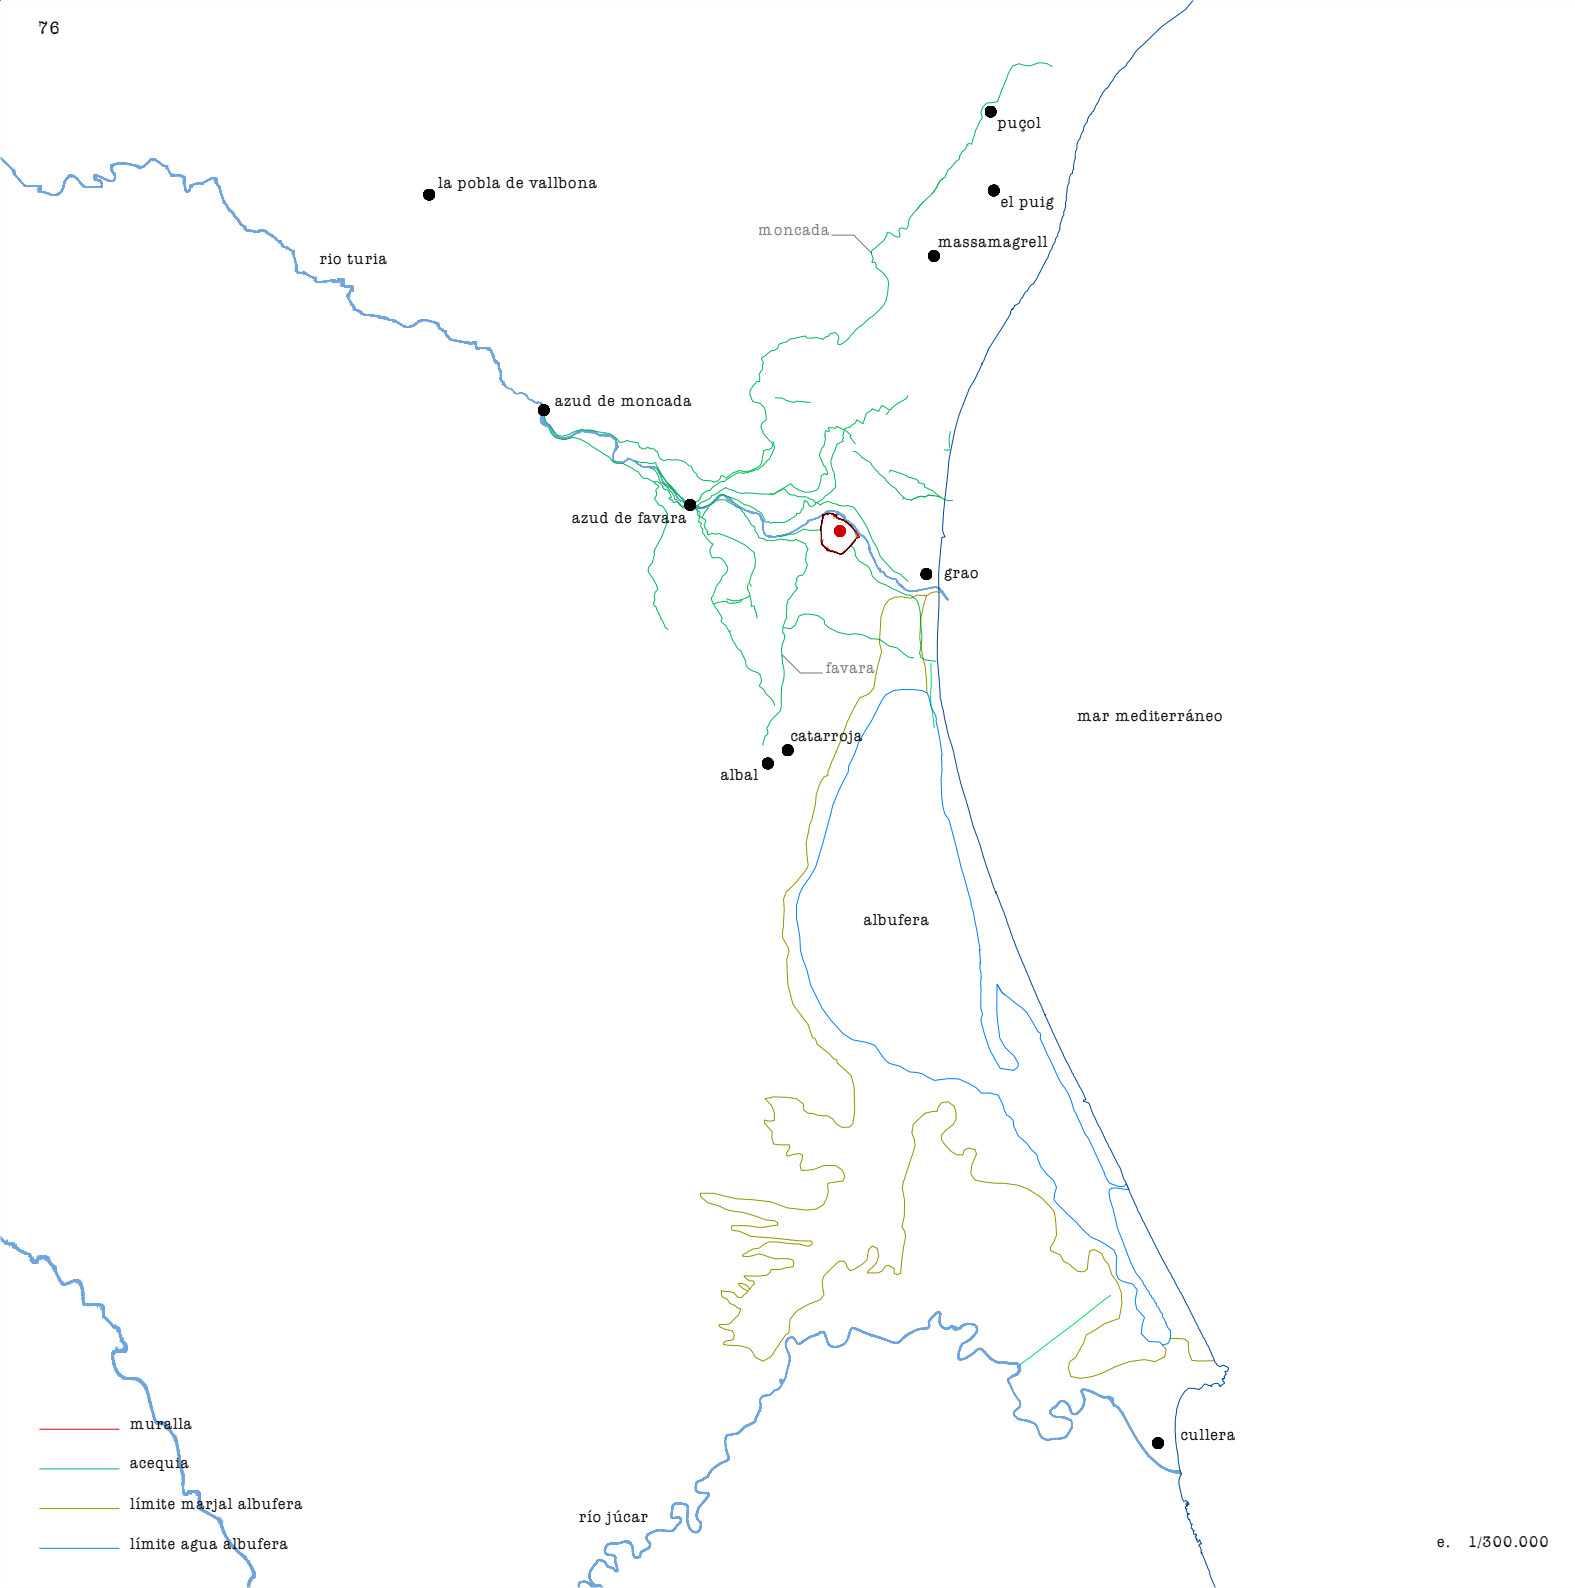 76
puçol
la pobla de vallbona
el puig
moncada
massamagrell
rio turia
azud de moncada
azud de favara
grao
favara
mar mediterráneo
catarroja
albal
albufera
muralla
cullera
acequia
límite marjal albufera
río júcar
límite agua albufera
e. 1/300.000